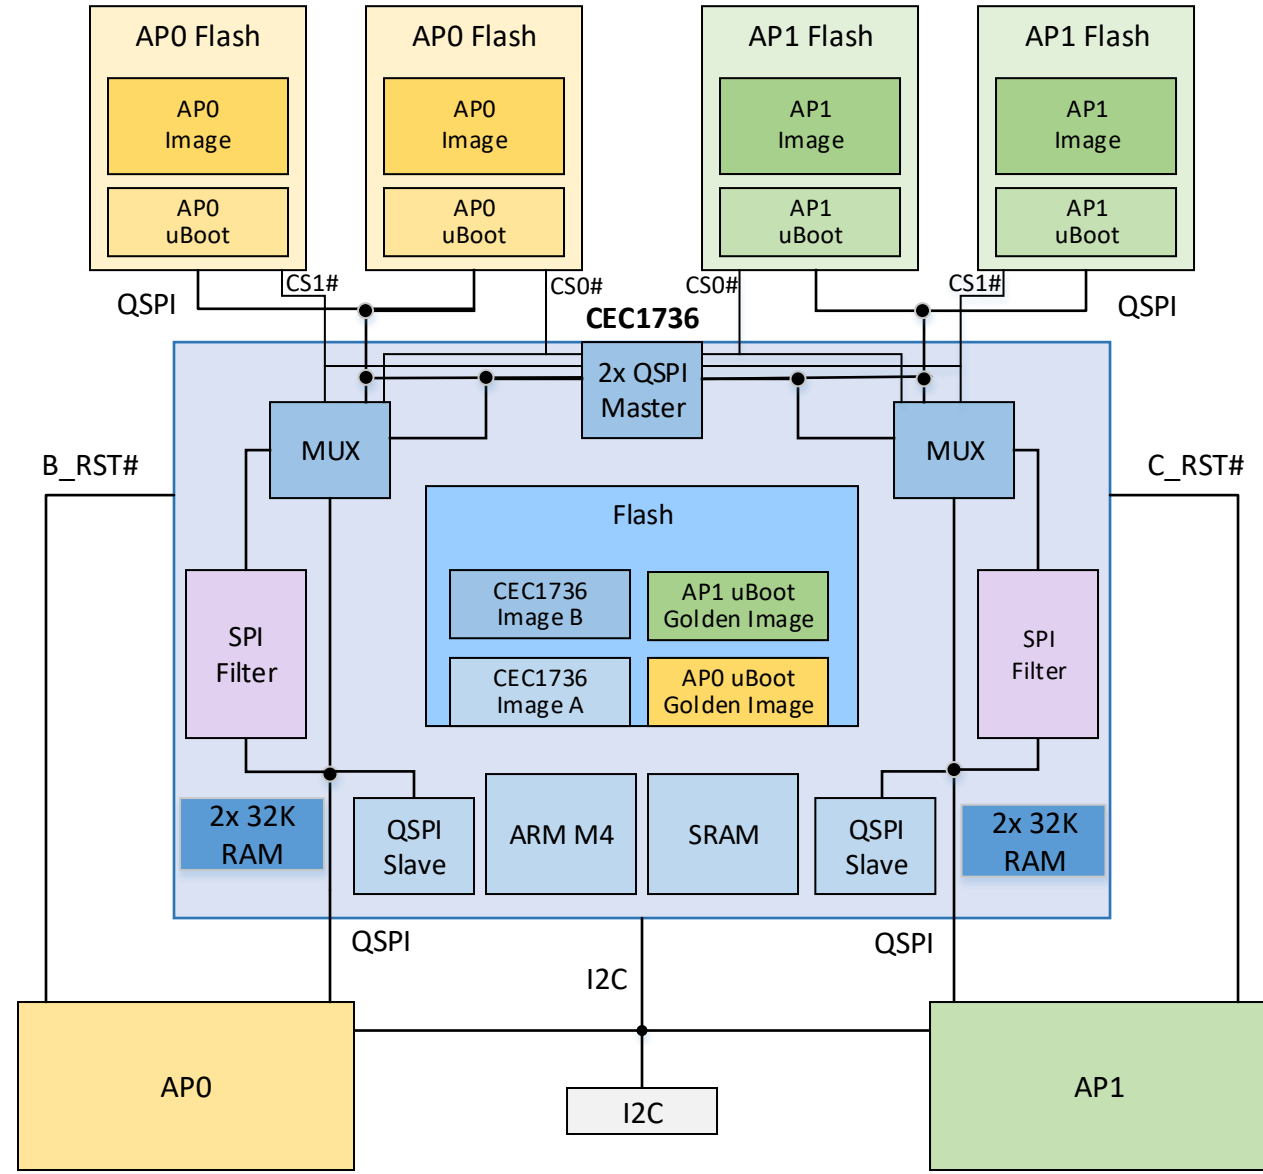 AP0 Flash
AP0
Image
AP0
uBoot
AP0 Flash
AP0
Image
AP0
uBoot
AP1 Flash
AP1
Image
AP1
uBoot
AP1 Flash
AP1
Image
AP1
uBoot
QSPI
CS1#
CS0#
CS0#
CS1#
QSPI
CEC1736
2x QSPI
Master
MUX
MUX
B_RST#
C_RST#
Flash
CEC1736
Image B
AP1 uBoot
Golden Image
CEC1736
Image A
AP0 uBoot
Golden Image
SPI
Filter
SPI
Filter
2x 32K
RAM
QSPI
Slave
ARM M4
SRAM
QSPI
Slave
2x 32K
RAM
QSPI
QSPI
I2C
AP0
I2C
AP1